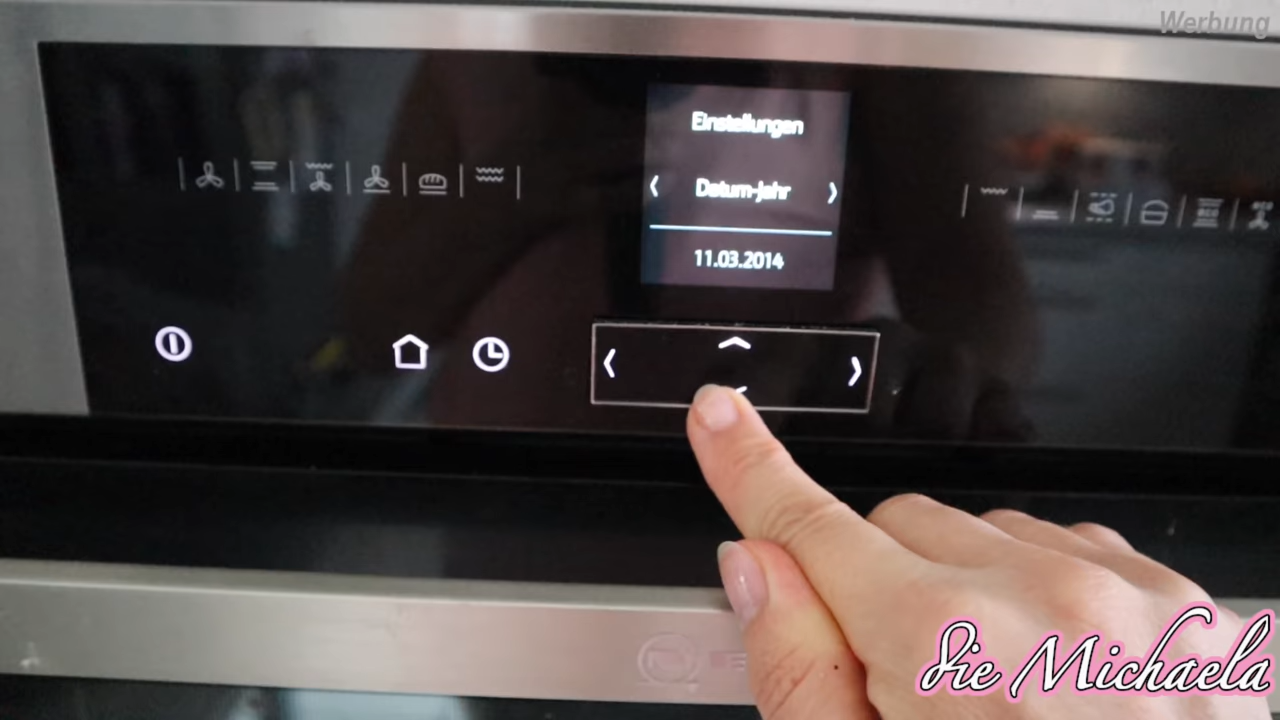 Werbung
Einstellungen
‹ Datum-Jahr ›
11.03.2014
die Michaela